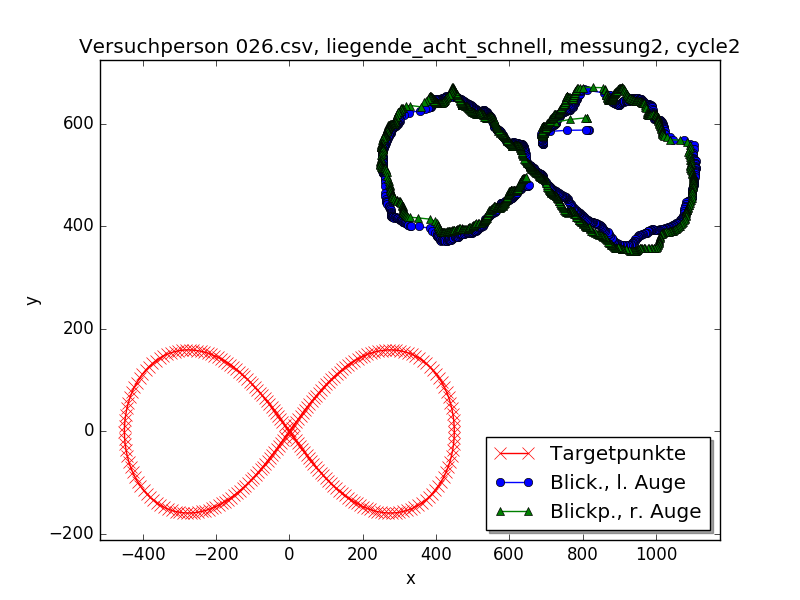 Versuchperson 026.csv, liegende_acht_schnell, messung2, cycle2
y
600
400
200
0
−200
−400
−200
0
200
400
600
800
1000
x
Targetpunkte
Blick., l. Auge
Blickp., r. Auge